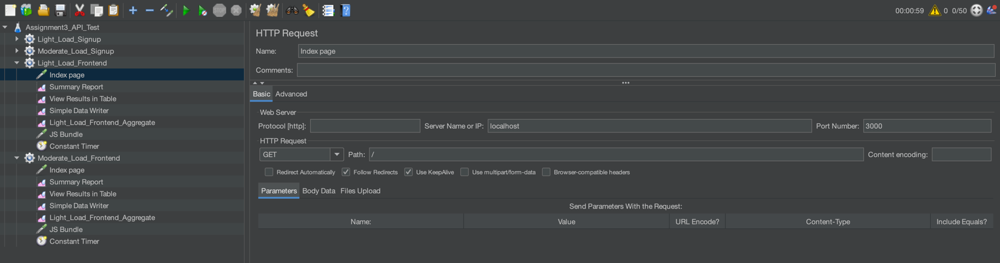 STOP
00:00:59 0 0/50
Assignment3_API_Test
Light_Load_Signup
Moderate_Load_Signup
Light_Load_Frontend
Index page
Summary Report
View Results in Table
Simple Data Writer
Light_Load_Frontend_Aggregate
JS Bundle
Constant Timer
Moderate_Load_Frontend
Index page
Summary Report
View Results in Table
Simple Data Writer
Light_Load_Frontend_Aggregate
JS Bundle
Constant Timer
HTTP Request
Name: Index page
Comments:
Basic Advanced
Web Server
Protocol [http]: Server Name or IP: localhost Port Number: 3000
HTTP Request
GET Path: / Content encoding:
Redirect Automatically Follow Redirects Use KeepAlive Use multipart/form-data Browser-compatible headers
Parameters Body Data Files Upload
Send Parameters With the Request:
Name: Value URL Encode? Content-Type Include Equals?